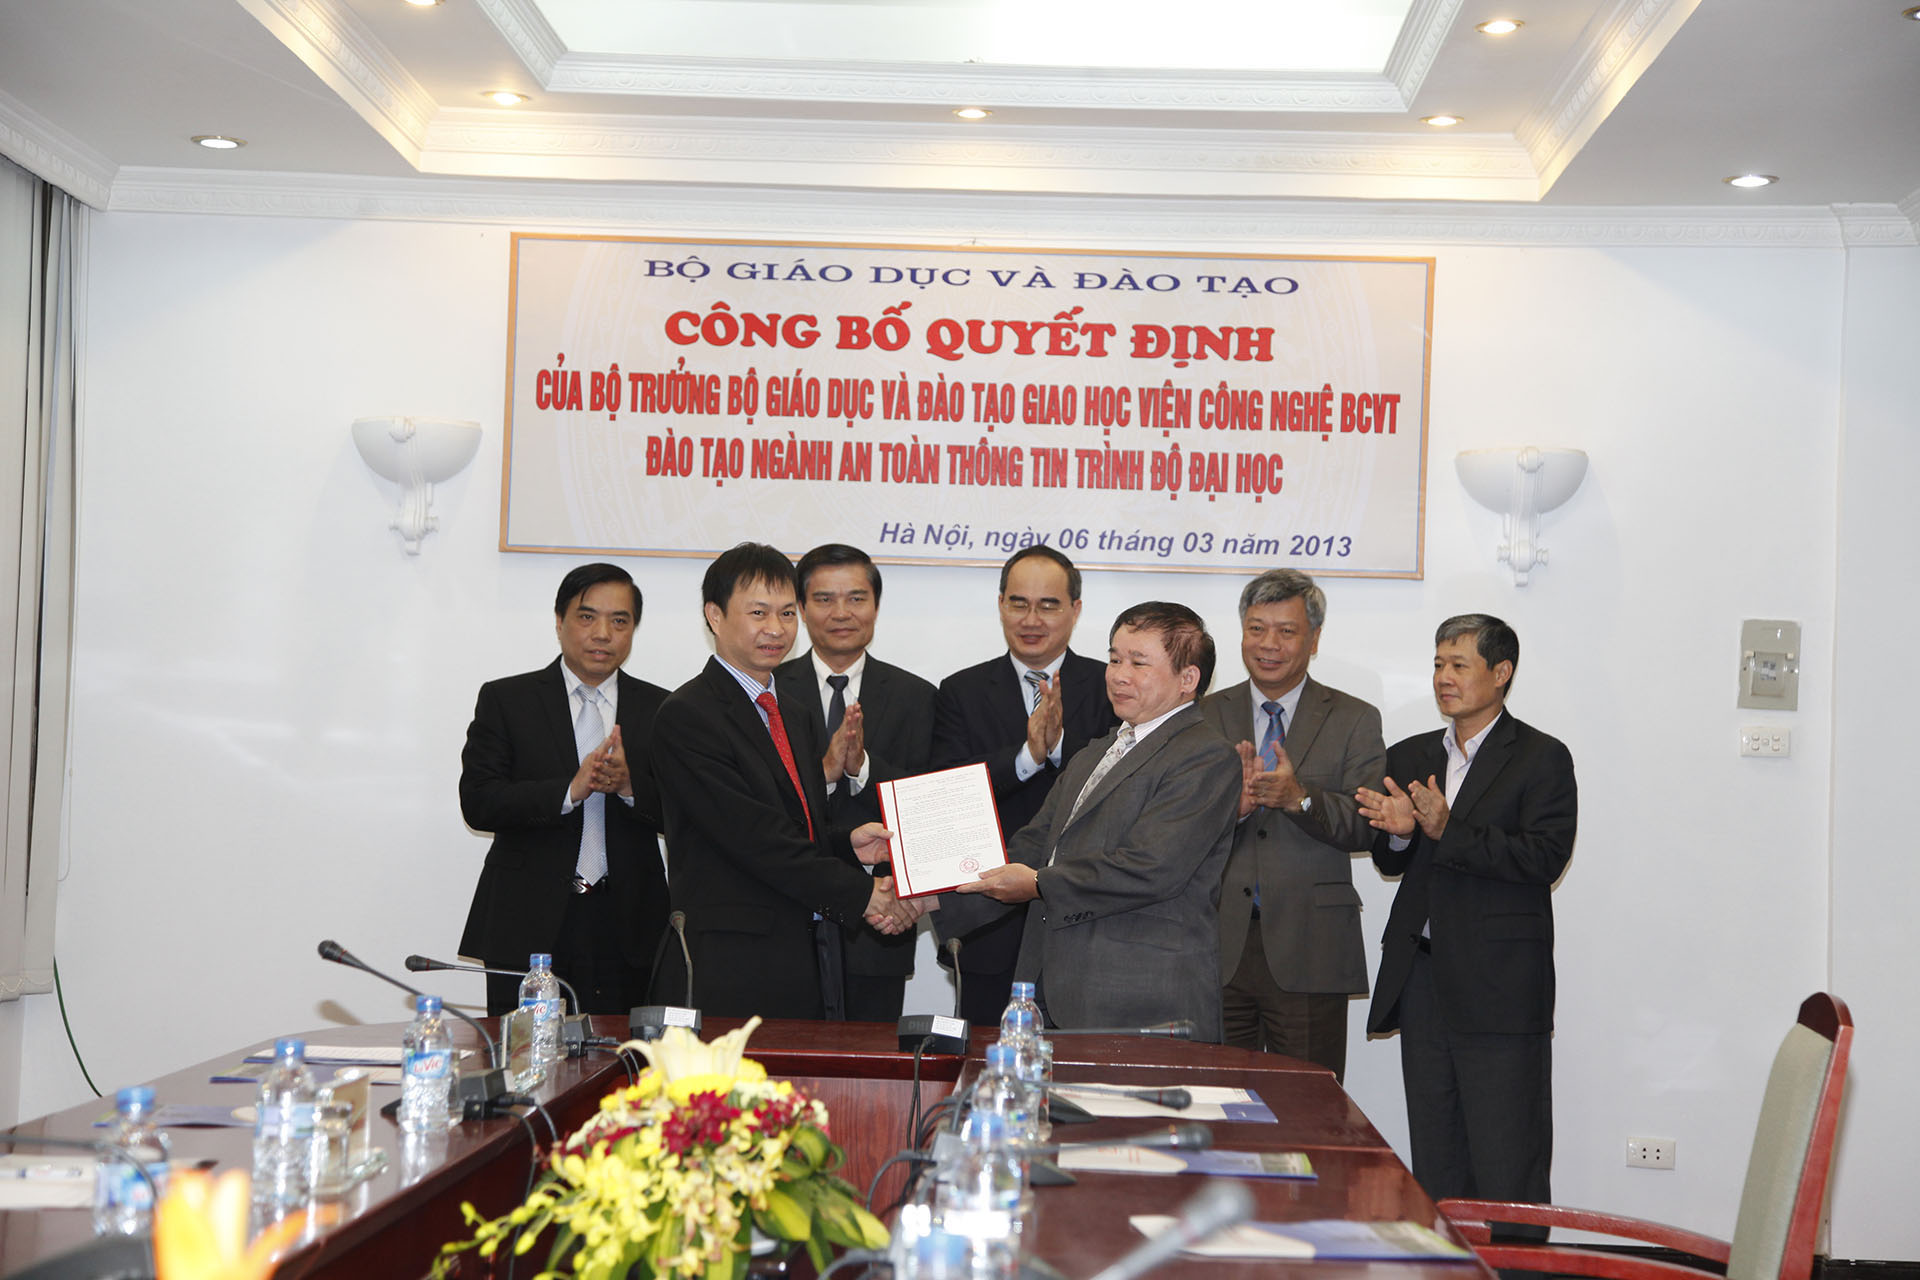 BỘ GIÁO DỤC VÀ ĐÀO TẠO
CÔNG BỐ QUYẾT ĐỊNH
CỦA BỘ TRƯỞNG BỘ GIÁO DỤC VÀ ĐÀO TẠO GIAO HỌC VIỆN CÔNG NGHỆ BCVT
ĐÀO TẠO NGÀNH AN TOÀN THÔNG TIN TRÌNH ĐỘ ĐẠI HỌC
Hà Nội, ngày 06 tháng 03 năm 2013